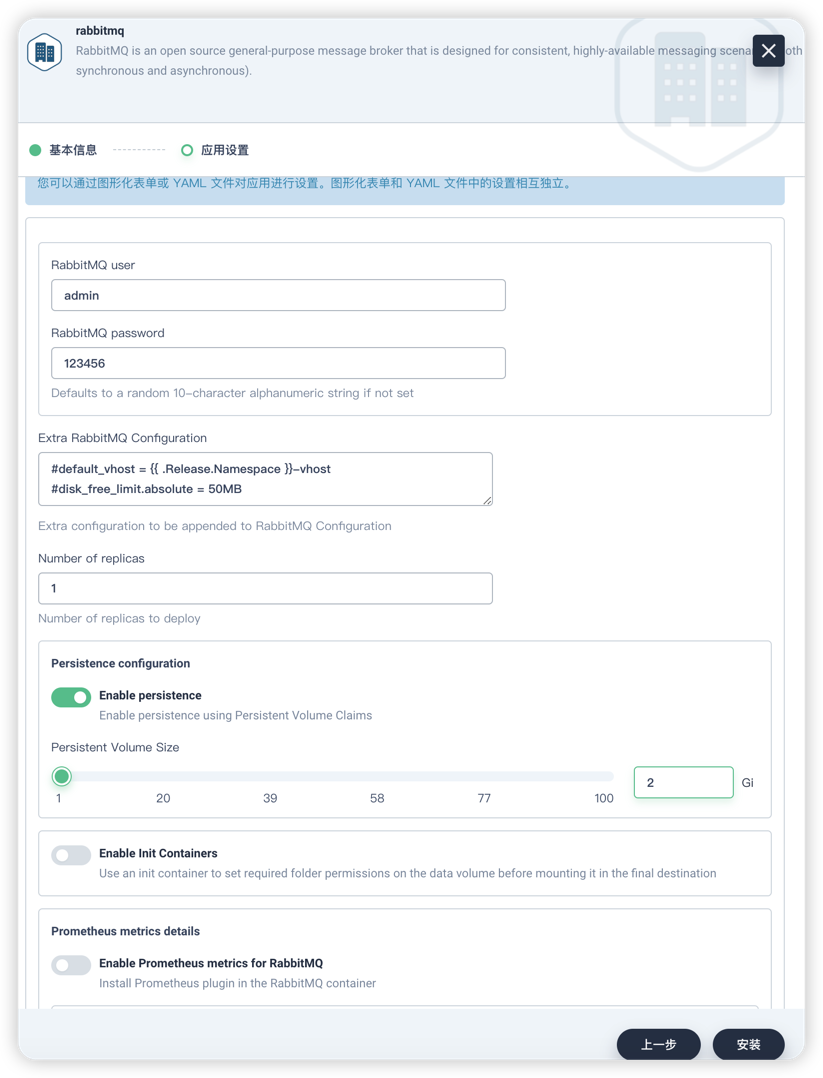 rabbitmq
RabbitMQ is an open source general-purpose message broker that is designed for consistent, highly-available messaging scenar oth
synchronous and asynchronous).
基本信息
应用设置
您可以通过图形化表单或 YAML 文件对应用进行设置。图形化表单和 YAML 文件中的设置相互独立。
RabbitMQ user
admin
RabbitMQ password
123456
Defaults to a random 10-character alphanumeric string if not set
Extra RabbitMQ Configuration
#default_vhost = {{ .Release.Namespace }}-vhost
#disk_free_limit.absolute = 50MB
Extra configuration to be appended to RabbitMQ Configuration
Number of replicas
1
Number of replicas to deploy
Persistence configuration
Enable persistence
Enable persistence using Persistent Volume Claims
Persistent Volume Size
2 Gi
1 20 39 58 77 100
Enable Init Containers
Use an init container to set required folder permissions on the data volume before mounting it in the final destination
Prometheus metrics details
Enable Prometheus metrics for RabbitMQ
Install Prometheus plugin in the RabbitMQ container
上一步 安装